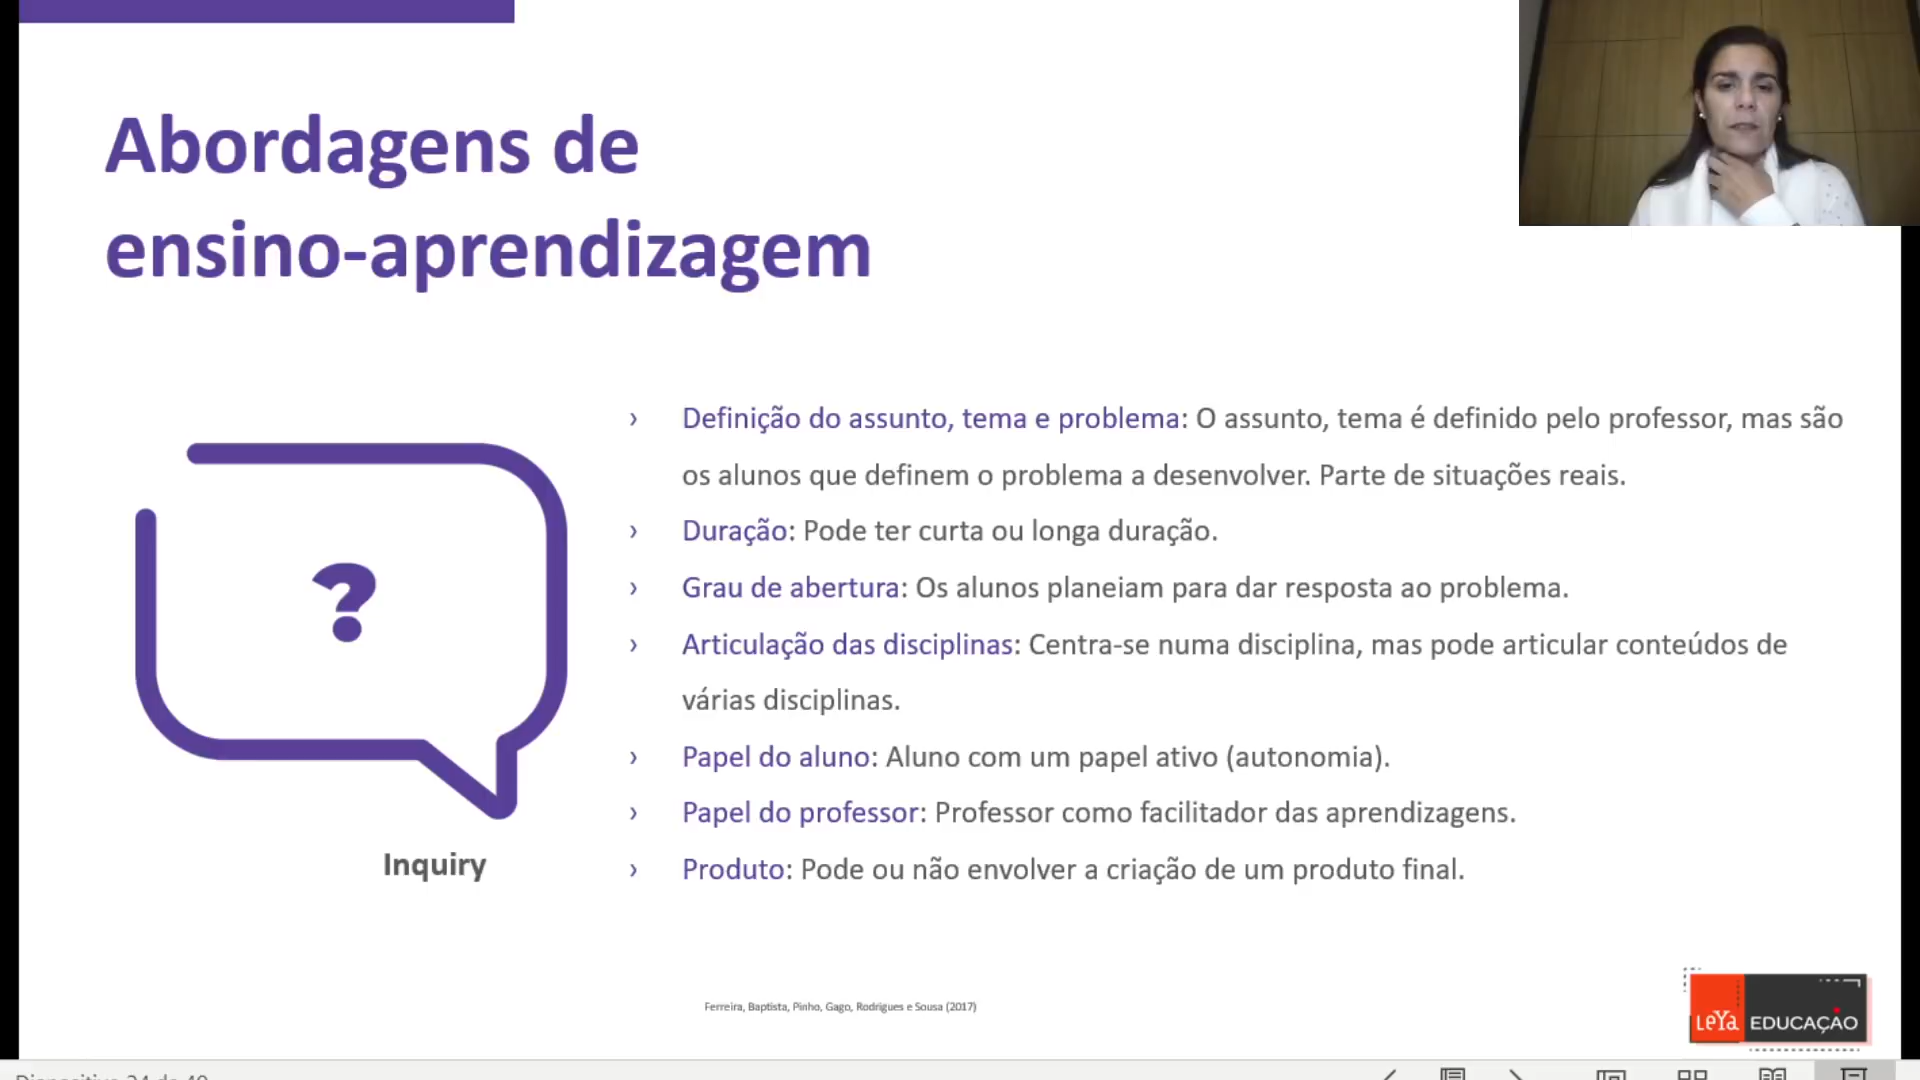 Abordagens de
ensino-aprendizagem
› Definição do assunto, tema e problema: O assunto, tema é definido pelo professor, mas são
os alunos que definem o problema a desenvolver. Parte de situações reais.
› Duração: Pode ter curta ou longa duração.
› Grau de abertura: Os alunos planeiam para dar resposta ao problema.
› Articulação das disciplinas: Centra-se numa disciplina, mas pode articular conteúdos de
várias disciplinas.
› Papel do aluno: Aluno com um papel ativo (autonomia).
› Papel do professor: Professor como facilitador das aprendizagens.
› Produto: Pode ou não envolver a criação de um produto final.
?
Inquiry
Ferreira, Baptista, Pinho, Gago, Rodrigues e Sousa (2017)
LeYa EDUCAÇÃO